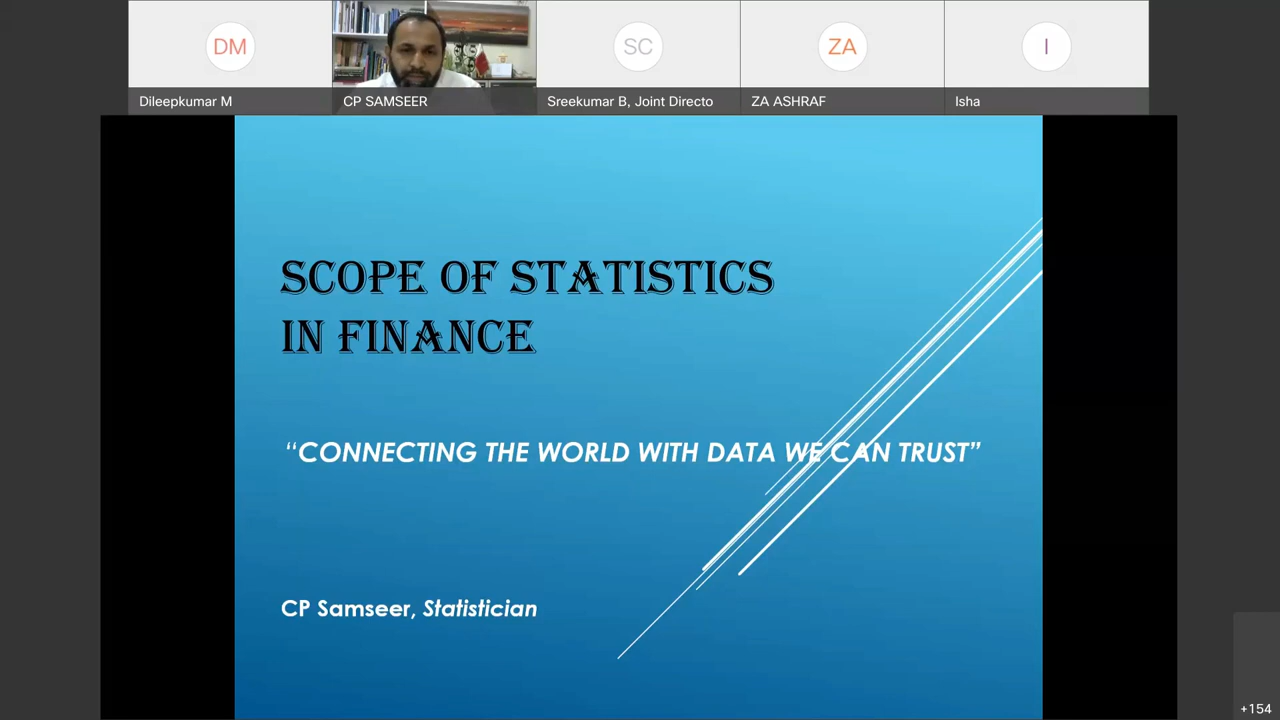 DM
SC
ZA
I
Dileepkumar M
CP SAMSEER
Sreekumar B, Joint Directo
ZA ASHRAF
Isha
SCOPE OF STATISTICS
IN FINANCE
“CONNECTING THE WORLD WITH DATA WE CAN TRUST”
CP Samseer, Statistician
+154